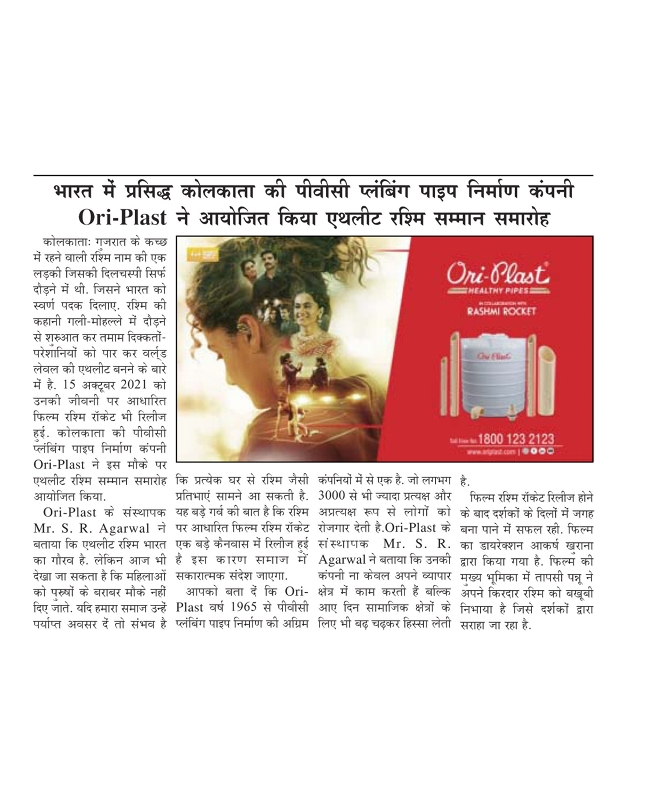 भारत में प्रसिद्ध कोलकाता की पीवीसी प्लंबिंग पाइप निर्माण कंपनी
Ori-Plast ने आयोजित किया एथलीट रश्मि सम्मान समारोह
कोलकाताः गुजरात के कच्छ
में रहने वाली रश्मि नाम की एक
लड़की जिसकी दिलचस्पी सिर्फ
दौड़ने में थी. जिसने भारत को
स्वर्ण पदक दिलाए. रश्मि की
कहानी गली-मोहल्ले में दौड़ने
से शुरुआत कर तमाम दिक्कतों-
परेशानियों को पार कर वर्ल्ड
लेवल की एथलीट बनने के बारे
में है. 15 अक्टूबर 2021 को
उनकी जीवनी पर आधारित
फिल्म रश्मि रॉकेट भी रिलीज
हुई. कोलकाता की पीवीसी
प्लंबिंग पाइप निर्माण कंपनी
Ori-Plast ने इस मौके पर
एथलीट रश्मि सम्मान समारोह
आयोजित किया.
Ori-Plast के संस्थापक
Mr. S. R. Agarwal ने
बताया कि एथलीट रश्मि भारत
का गौरव है. लेकिन आज भी
देखा जा सकता है कि महिलाओं
को पुरुषों के बराबर मौके नहीं
दिए जाते. यदि हमारा समाज उन्हें
पर्याप्त अवसर दें तो संभव है
Ori-Plast
HEALTHY PIPES
IN COLLABORATION WITH
RASHMI ROCKET
Ori-Plast
Toll Free No 1800 123 2123
www.oriplast.com
कि प्रत्येक घर से रश्मि जैसी
प्रतिभाएं सामने आ सकती है.
यह बड़े गर्व की बात है कि रश्मि
पर आधारित फिल्म रश्मि रॉकेट
एक बड़े कैनवास में रिलीज हुई
है इस कारण समाज में
सकारात्मक संदेश जाएगा.
आपको बता दें कि Ori-
Plast वर्ष 1965 से पीवीसी
प्लंबिंग पाइप निर्माण की अग्रिम
कंपनियों में से एक है. जो लगभग
3000 से भी ज्यादा प्रत्यक्ष और
अप्रत्यक्ष रूप से लोगों को
रोजगार देती है.Ori-Plast के
संस्थापक Mr. S. R.
Agarwal ने बताया कि उनकी
कंपनी ना केवल अपने व्यापार
क्षेत्र में काम करती हैं बल्कि
आए दिन सामाजिक क्षेत्रों के
लिए भी बढ़ चढ़कर हिस्सा लेती
है.
फिल्म रश्मि रॉकेट रिलीज होने
के बाद दर्शकों के दिलों में जगह
बना पाने में सफल रही. फिल्म
का डायरेक्शन आकर्ष खुराना
द्वारा किया गया है. फिल्म की
मुख्य भूमिका में तापसी पन्नू ने
अपने किरदार रश्मि को बखूबी
निभाया है जिसे दर्शकों द्वारा
सराहा जा रहा है.